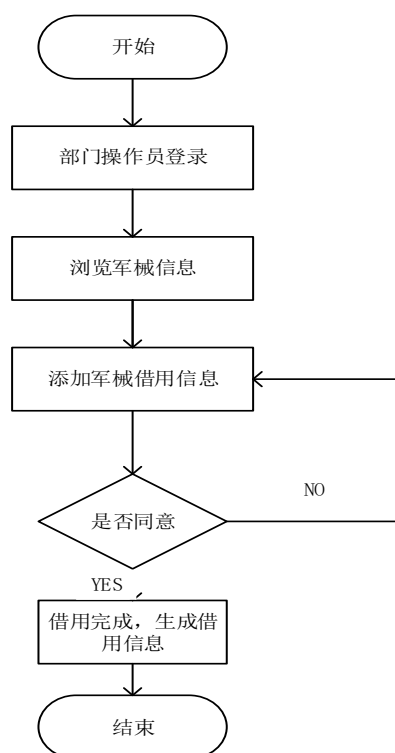 开始
部门操作员登录
浏览军械信息
添加军械借用信息
是否同意
NO
YES
借用完成，生成借
用信息
结束